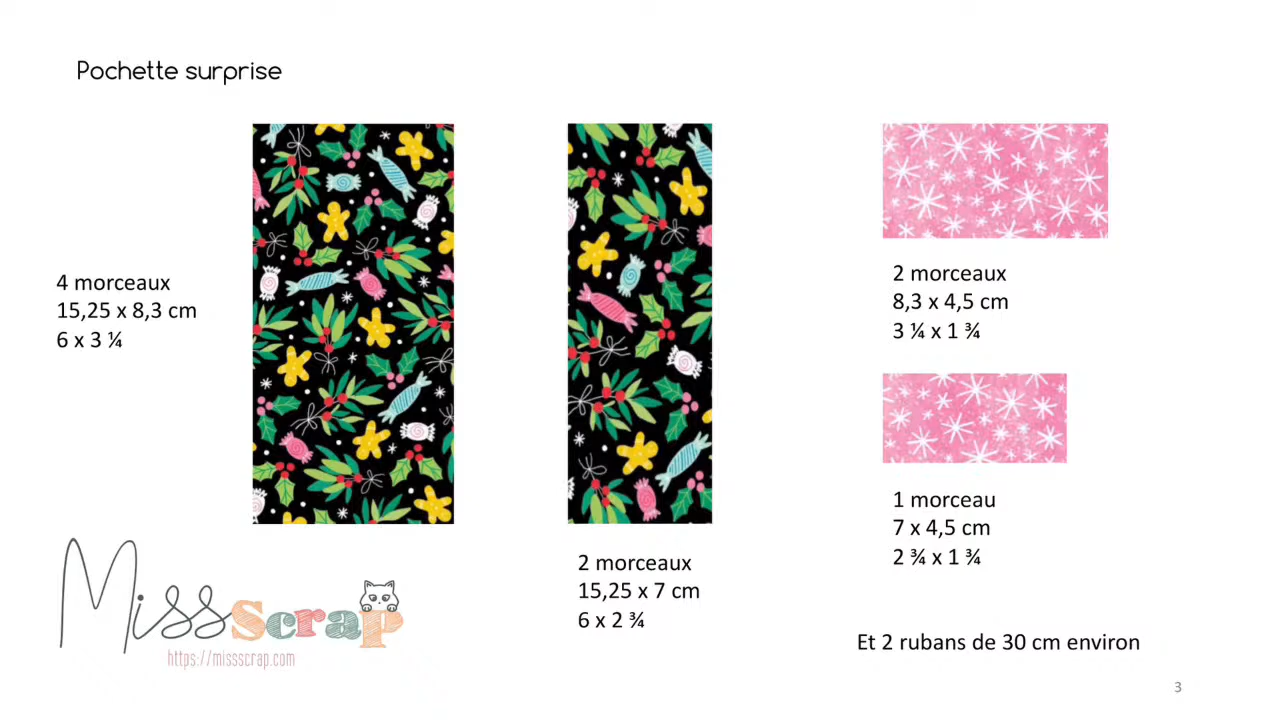 Pochette surprise
4 morceaux
15,25 x 8,3 cm
6 x 3 ¼
2 morceaux
15,25 x 7 cm
6 x 2 ¾
2 morceaux
8,3 x 4,5 cm
3 ¼ x 1 ¾
1 morceau
7 x 4,5 cm
2 ¾ x 1 ¾
Et 2 rubans de 30 cm environ
MissScrap
https://missscrap.com
3